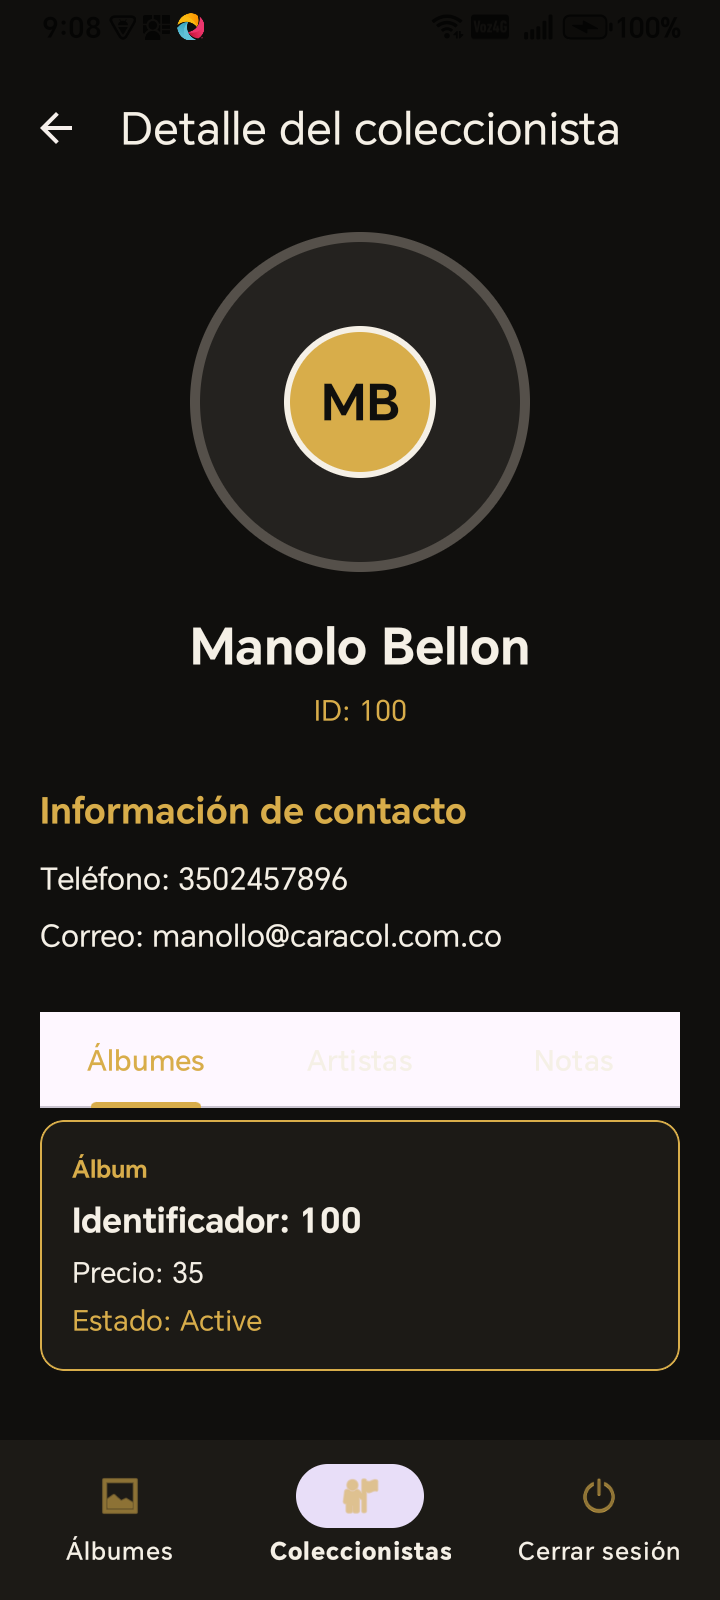 9:08 Voz4G 100%
Detalle del coleccionista
MB
Manolo Bellon
ID: 100
Información de contacto
Teléfono: 3502457896
Correo: manollo@caracol.com.co
Álbumes Artistas Notas
Álbum
Identificador: 100
Precio: 35
Estado: Active
Álbumes Coleccionistas Cerrar sesión